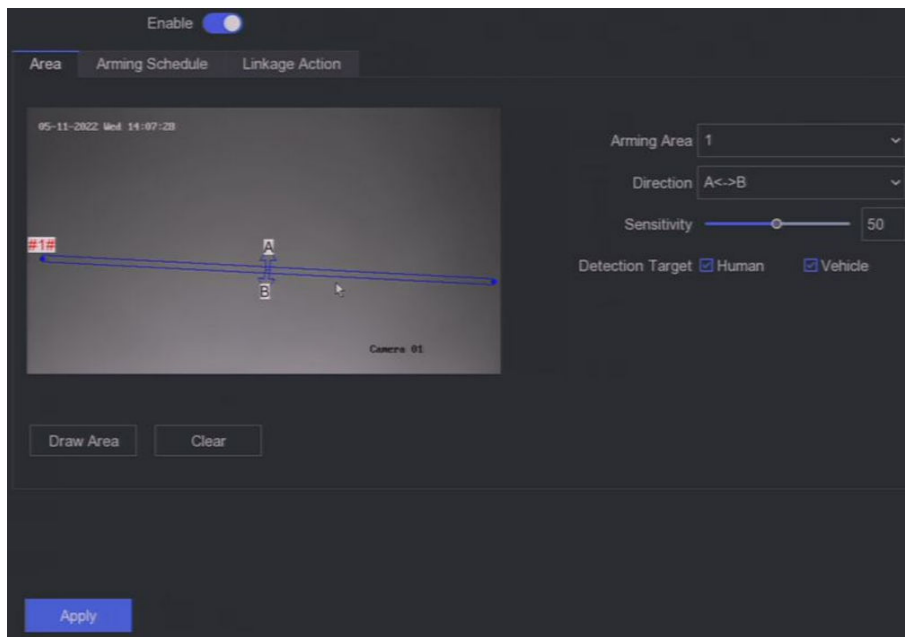 Enable
Area Arming Schedule Linkage Action
05-11-2022 Wed 14:07:28
Arming Area 1
Direction A<->B
Sensitivity 50
#1#
A
Detection Target Human Vehicle
B
Camera 01
Draw Area Clear
Apply